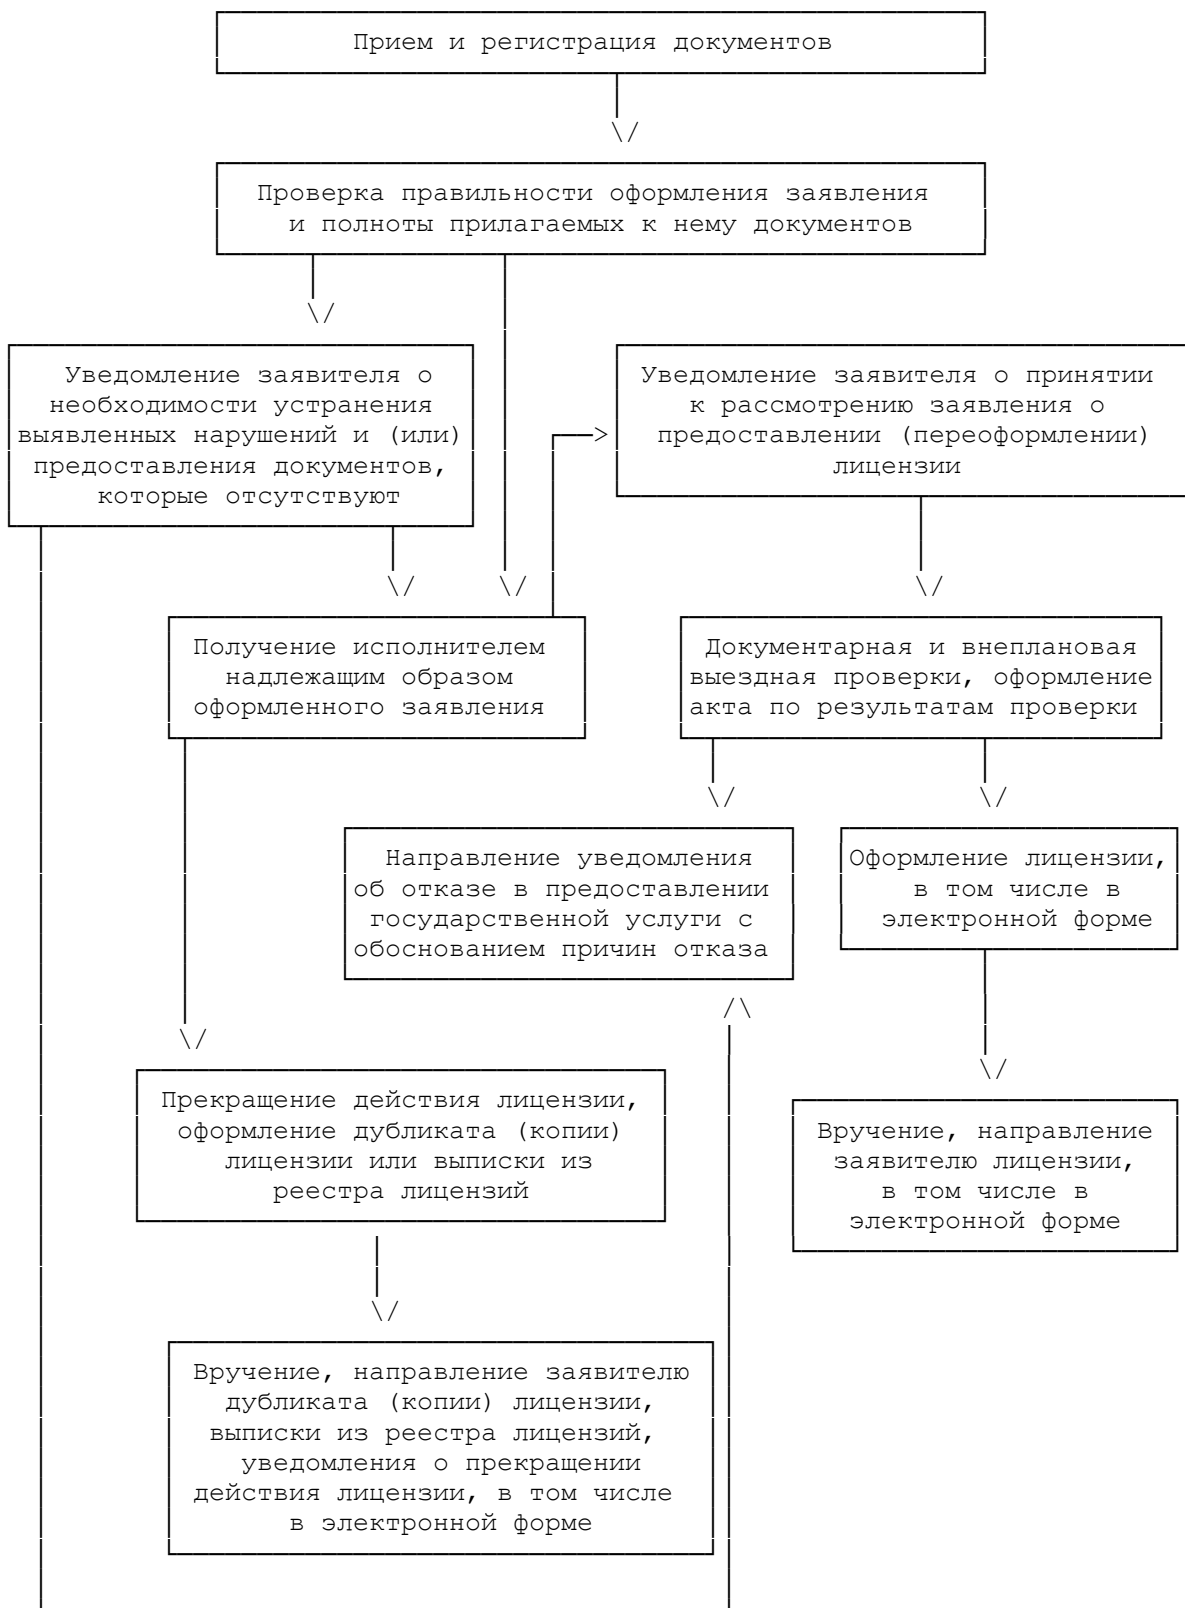 Прием и регистрация документов
Проверка правильности оформления заявления
и полноты прилагаемых к нему документов
Уведомление заявителя о
необходимости устранения
выявленных нарушений и (или)
предоставления документов,
которые отсутствуют
Уведомление заявителя о принятии
к рассмотрению заявления о
предоставлении (переоформлении)
лицензии
Получение исполнителем
надлежащим образом
оформленного заявления
Документарная и внеплановая
выездная проверки, оформление
акта по результатам проверки
Направление уведомления
об отказе в предоставлении
государственной услуги с
обоснованием причин отказа
Оформление лицензии,
в том числе в
электронной форме
Прекращение действия лицензии,
оформление дубликата (копии)
лицензии или выписки из
реестра лицензий
Вручение, направление
заявителю лицензии,
в том числе в
электронной форме
Вручение, направление заявителю
дубликата (копии) лицензии,
выписки из реестра лицензий,
уведомления о прекращении
действия лицензии, в том числе
в электронной форме